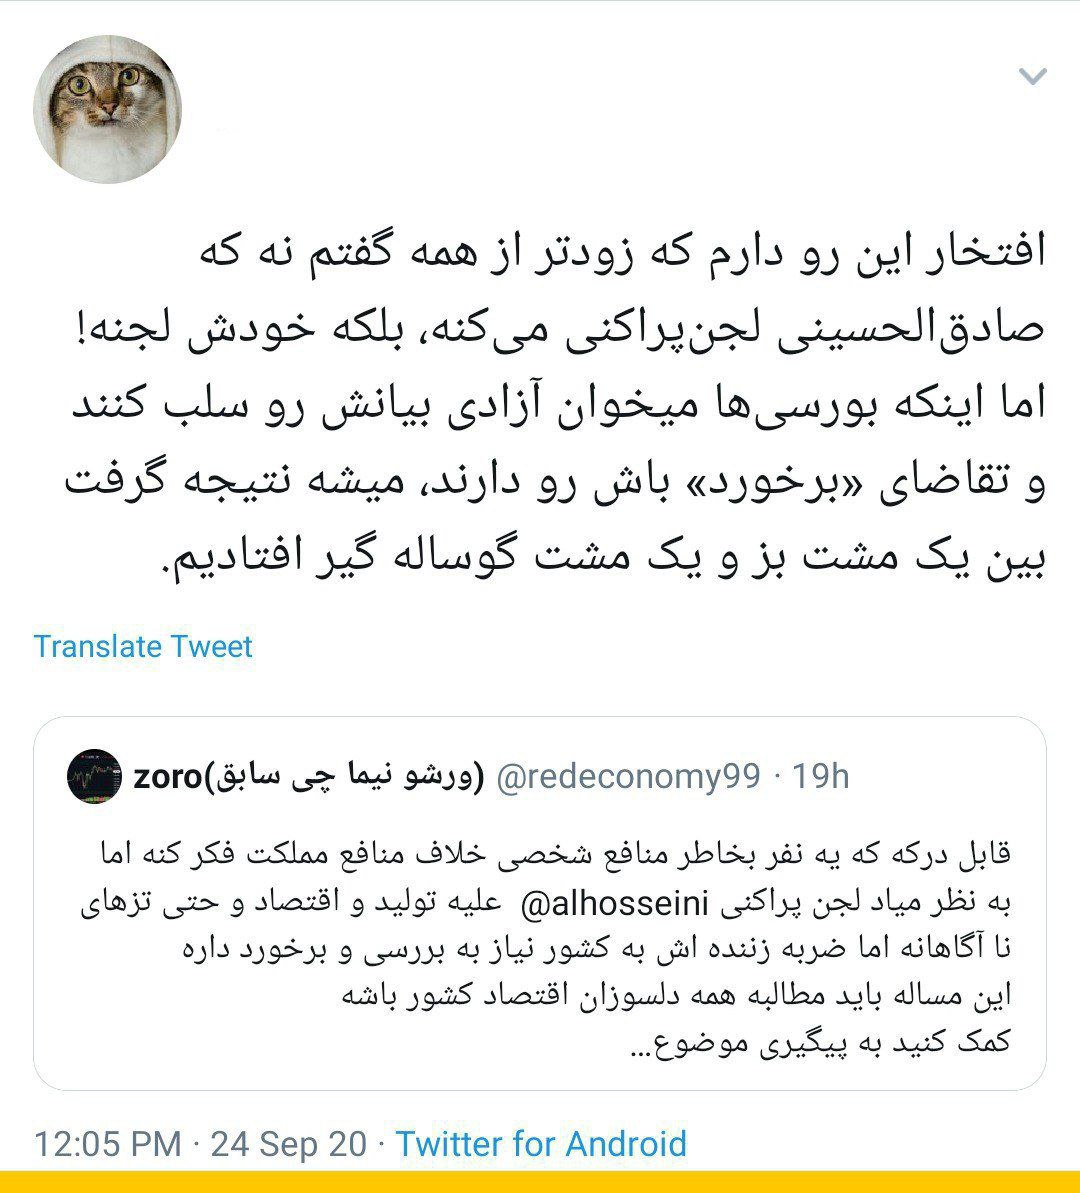 افتخار این رو دارم که زودتر از همه گفتم نه که
صادق‌الحسینی لجن‌پراکنی می‌کنه، بلکه خودش لجنه!
اما اینکه بورسی‌ها میخوان آزادی بیانش رو سلب کنند
و تقاضای «برخورد» باش رو دارند، میشه نتیجه گرفت
بین یک مشت بز و یک مشت گوساله گیر افتادیم.
Translate Tweet
zoro(ورشو نیما چی سابق) @redeconomy99 · 19h
قابل درکه که یه نفر بخاطر منافع شخصی خلاف منافع مملکت فکر کنه اما
به نظر میاد لجن پراکنی @alhosseini علیه تولید و اقتصاد و حتی تزهای
نا آگاهانه اما ضربه زننده اش به کشور نیاز به بررسی و برخورد داره
این مساله باید مطالبه همه دلسوزان اقتصاد کشور باشه
کمک کنید به پیگیری موضوع...
12:05 PM · 24 Sep 20 · Twitter for Android